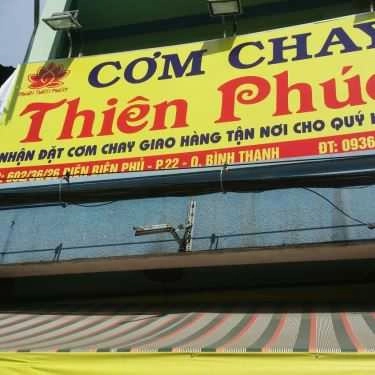 CƠM CHAY
Thiên Phúc
NHẬN ĐẶT CƠM CHAY GIAO HÀNG TẬN NƠI CHO QUÝ
: 602/36/26 ĐIỆN BIÊN PHỦ - P.22 - Q. BÌNH THẠNH ĐT: 0936